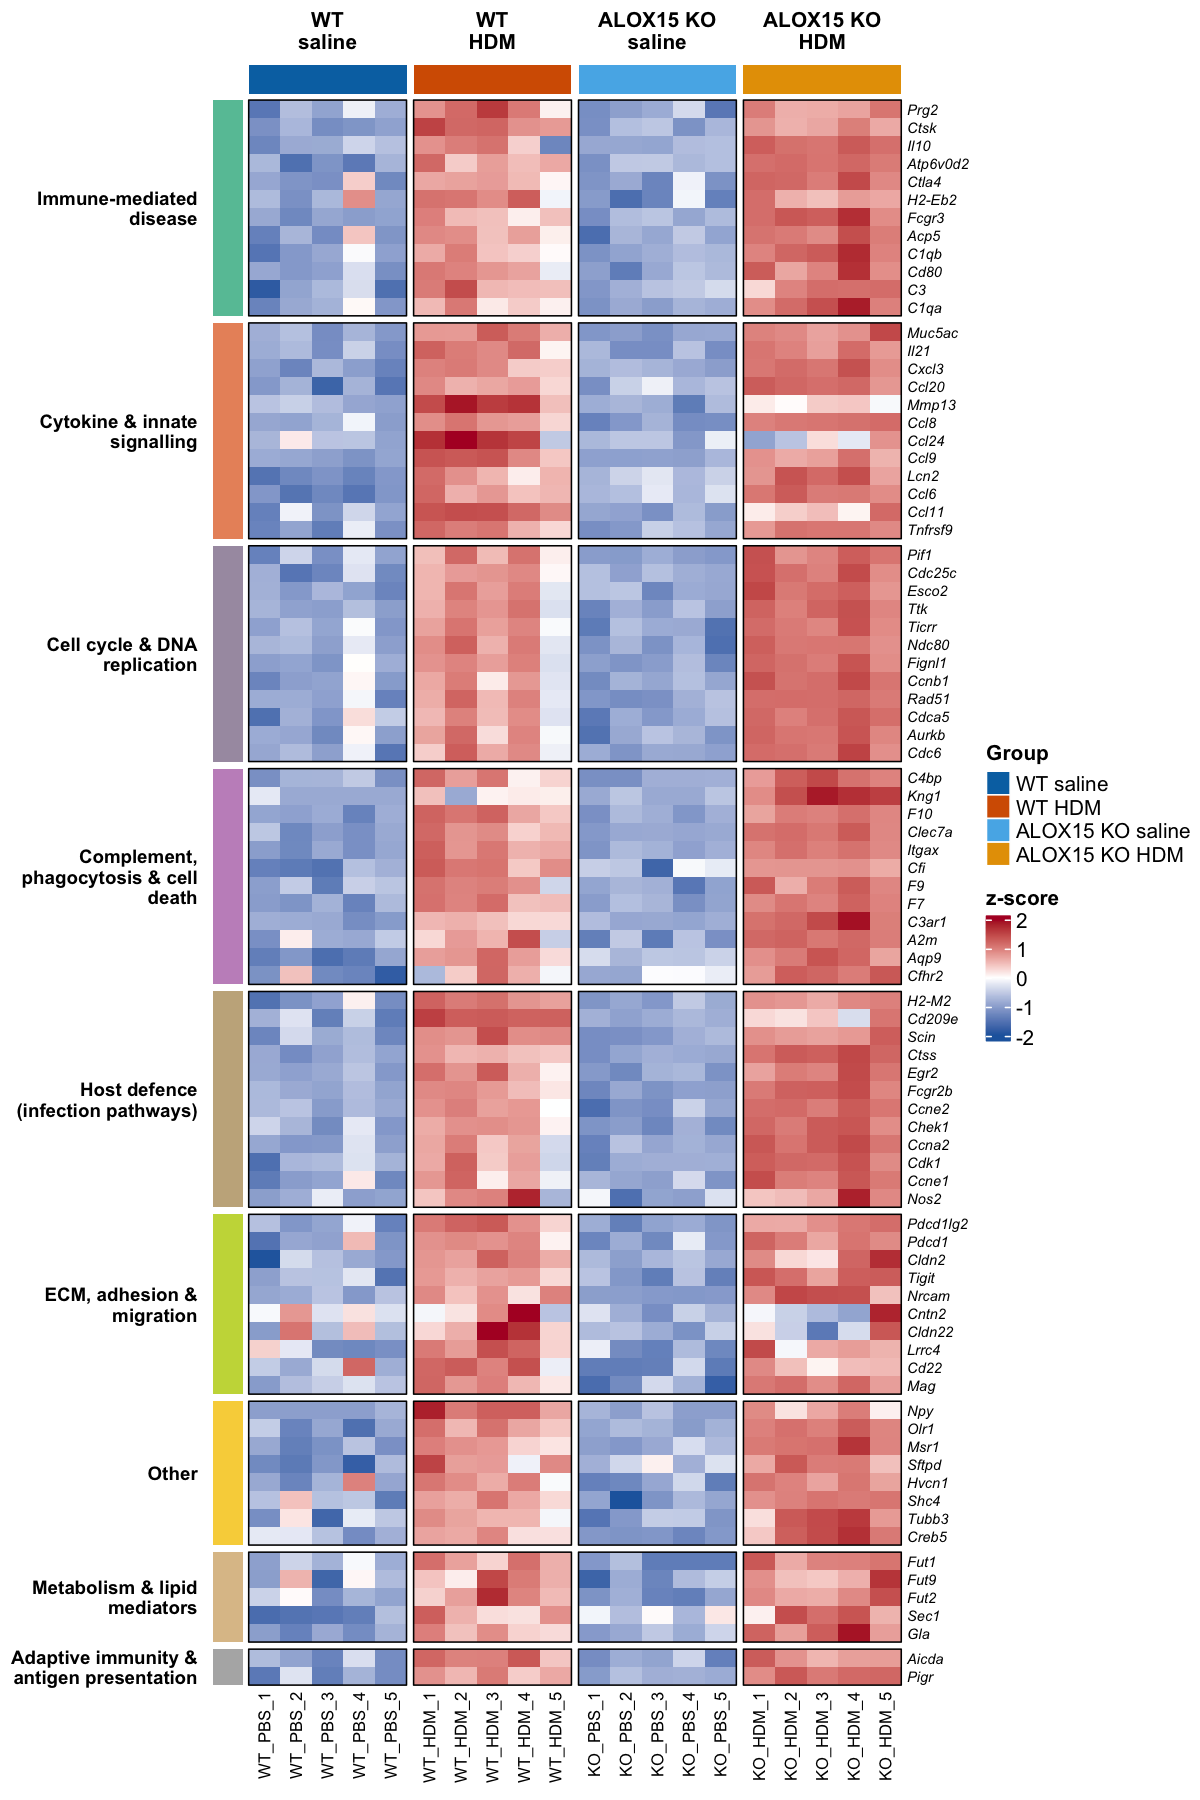 WT
saline
WT
HDM
ALOX15 KO
saline
ALOX15 KO
HDM
Immune-mediated
disease
Prg2
Ctsk
Il10
Atp6v0d2
Ctla4
H2-Eb2
Fcgr3
Acp5
C1qb
Cd80
C3
C1qa
Cytokine & innate
signalling
Muc5ac
Il21
Cxcl3
Ccl20
Mmp13
Ccl8
Ccl24
Ccl9
Lcn2
Ccl6
Ccl11
Tnfrsf9
Cell cycle & DNA
replication
Pif1
Cdc25c
Esco2
Ttk
Ticrr
Ndc80
Fignl1
Ccnb1
Rad51
Cdca5
Aurkb
Cdc6
Complement,
phagocytosis & cell
death
C4bp
Kng1
F10
Clec7a
Itgax
Cfi
F9
F7
C3ar1
A2m
Aqp9
Cfhr2
Host defence
(infection pathways)
H2-M2
Cd209e
Scin
Ctss
Egr2
Fcgr2b
Ccne2
Chek1
Ccna2
Cdk1
Ccne1
Nos2
ECM, adhesion &
migration
Pdcd1lg2
Pdcd1
Cldn2
Tigit
Nrcam
Cntn2
Cldn22
Lrrc4
Cd22
Mag
Other
Npy
Olr1
Msr1
Sftpd
Hvcn1
Shc4
Tubb3
Creb5
Metabolism & lipid
mediators
Fut1
Fut9
Fut2
Sec1
Gla
Adaptive immunity &
antigen presentation
Aicda
Pigr
WT_PBS_1
WT_PBS_2
WT_PBS_3
WT_PBS_4
WT_PBS_5
WT_HDM_1
WT_HDM_2
WT_HDM_3
WT_HDM_4
WT_HDM_5
KO_PBS_1
KO_PBS_2
KO_PBS_3
KO_PBS_4
KO_PBS_5
KO_HDM_1
KO_HDM_2
KO_HDM_3
KO_HDM_4
KO_HDM_5
Group
WT saline
WT HDM
ALOX15 KO saline
ALOX15 KO HDM
z-score
2
1
0
-1
-2